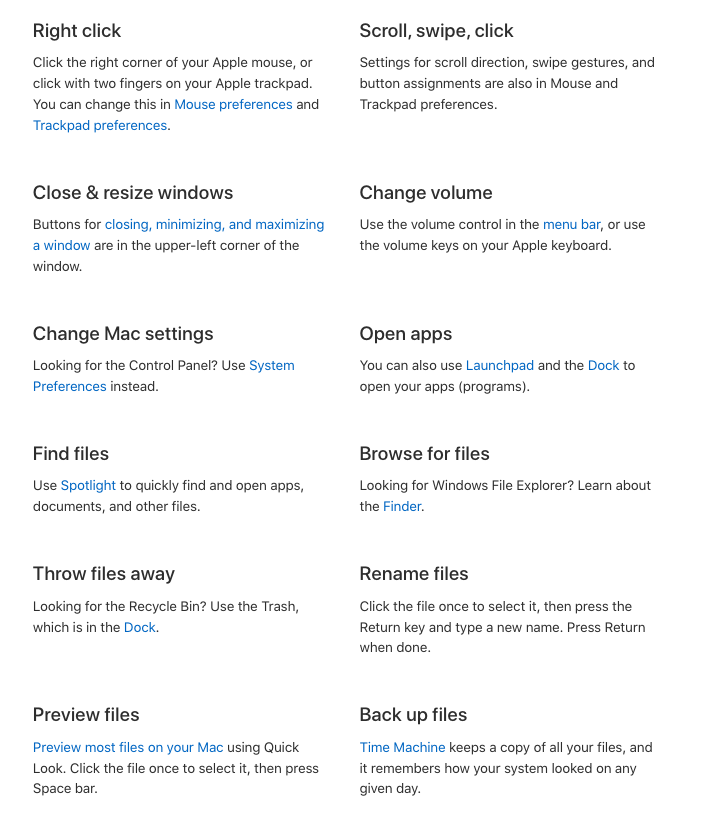 Right click
Click the right corner of your Apple mouse, or
click with two fingers on your Apple trackpad.
You can change this in Mouse preferences and
Trackpad preferences.
Scroll, swipe, click
Settings for scroll direction, swipe gestures, and
button assignments are also in Mouse and
Trackpad preferences.
Close & resize windows
Buttons for closing, minimizing, and maximizing
a window are in the upper-left corner of the
window.
Change volume
Use the volume control in the menu bar, or use
the volume keys on your Apple keyboard.
Change Mac settings
Looking for the Control Panel? Use System
Preferences instead.
Open apps
You can also use Launchpad and the Dock to
open your apps (programs).
Find files
Use Spotlight to quickly find and open apps,
documents, and other files.
Browse for files
Looking for Windows File Explorer? Learn about
the Finder.
Throw files away
Looking for the Recycle Bin? Use the Trash,
which is in the Dock.
Rename files
Click the file once to select it, then press the
Return key and type a new name. Press Return
when done.
Preview files
Preview most files on your Mac using Quick
Look. Click the file once to select it, then press
Space bar.
Back up files
Time Machine keeps a copy of all your files, and
it remembers how your system looked on any
given day.